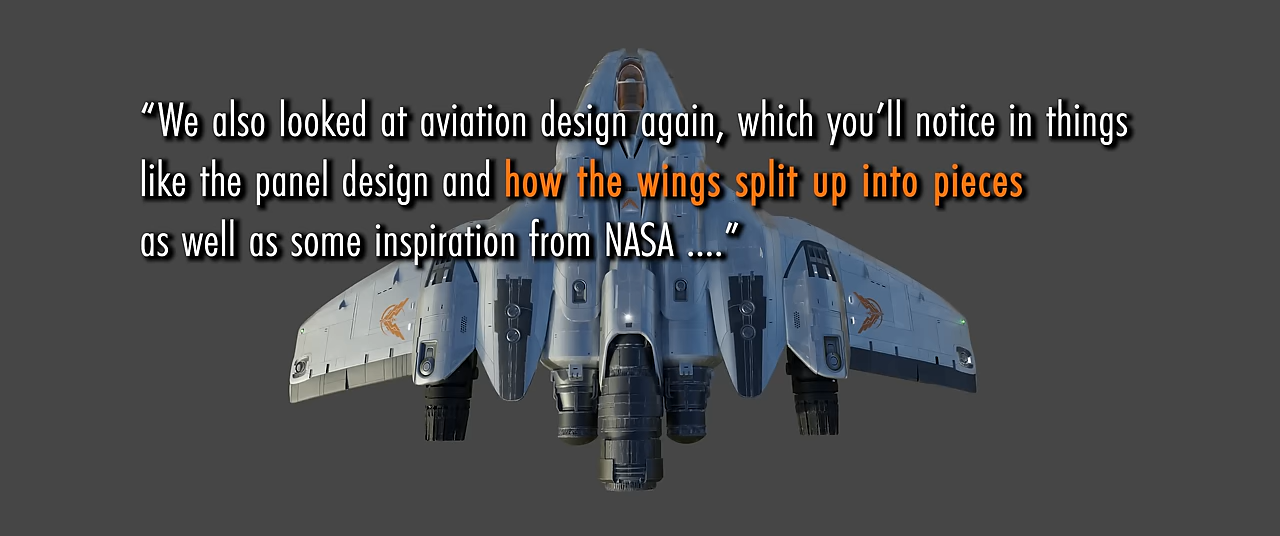 “We also looked at aviation design again, which you’ll notice in things
like the panel design and how the wings split up into pieces
as well as some inspiration from NASA ....”